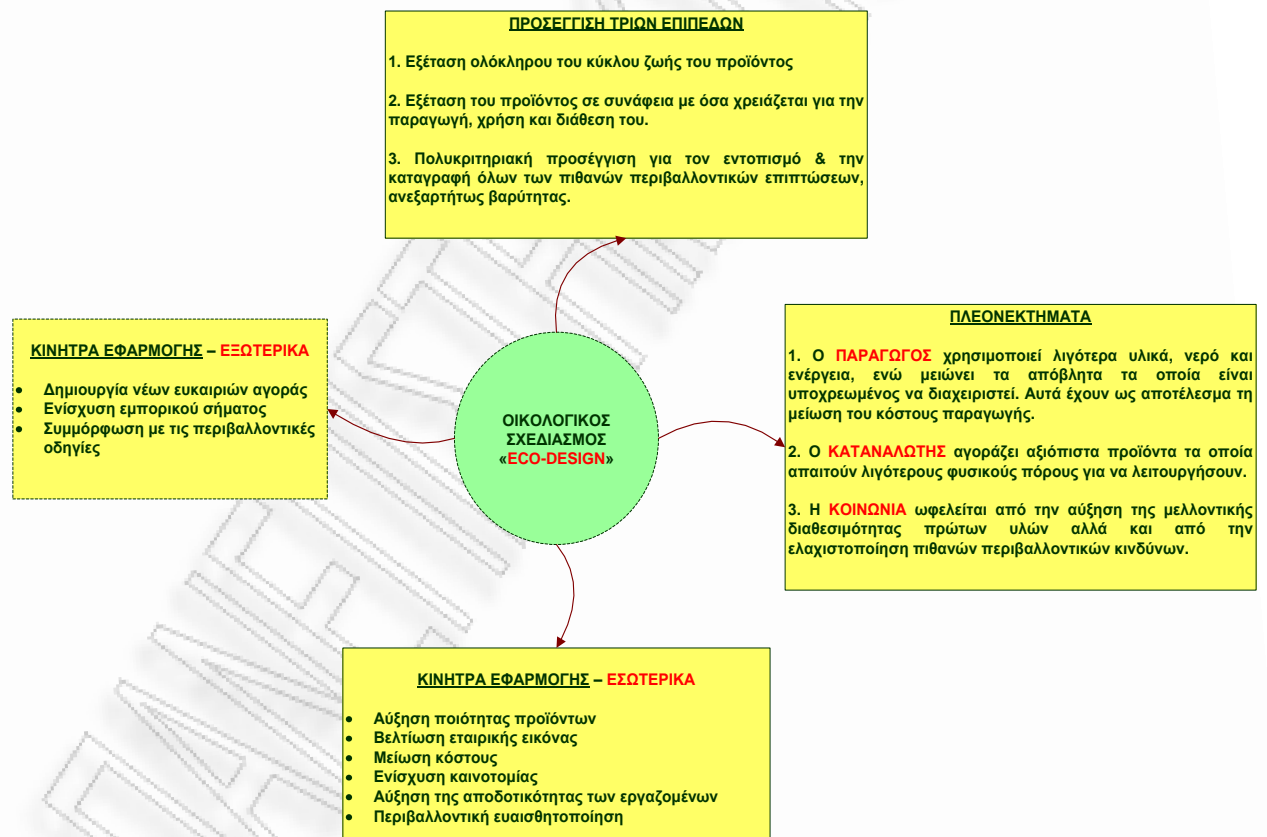 ΠΡΟΣΕΓΓΙΣΗ ΤΡΙΩΝ ΕΠΙΠΕΔΩΝ
1. Εξέταση ολόκληρου του κύκλου ζωής του προϊόντος
2. Εξέταση του προϊόντος σε συνάφεια με όσα χρειάζεται για την
παραγωγή, χρήση και διάθεση του.
3. Πολυκριτηριακή προσέγγιση για τον εντοπισμό & την
καταγραφή όλων των πιθανών περιβαλλοντικών επιπτώσεων,
ανεξαρτήτως βαρύτητας.
ΚΙΝΗΤΡΑ ΕΦΑΡΜΟΓΗΣ – ΕΞΩΤΕΡΙΚΑ
● Δημιουργία νέων ευκαιριών αγοράς
● Ενίσχυση εμπορικού σήματος
● Συμμόρφωση με τις περιβαλλοντικές
οδηγίες
ΟΙΚΟΛΟΓΙΚΟΣ
ΣΧΕΔΙΑΣΜΟΣ
«ECO-DESIGN»
ΠΛΕΟΝΕΚΤΗΜΑΤΑ
1. Ο ΠΑΡΑΓΩΓΟΣ χρησιμοποιεί λιγότερα υλικά, νερό και
ενέργεια, ενώ μειώνει τα απόβλητα τα οποία είναι
υποχρεωμένος να διαχειριστεί. Αυτά έχουν ως αποτέλεσμα τη
μείωση του κόστους παραγωγής.
2. Ο ΚΑΤΑΝΑΛΩΤΗΣ αγοράζει αξιόπιστα προϊόντα τα οποία
απαιτούν λιγότερους φυσικούς πόρους για να λειτουργήσουν.
3. Η ΚΟΙΝΩΝΙΑ ωφελείται από την αύξηση της μελλοντικής
διαθεσιμότητας πρώτων υλών αλλά και από την
ελαχιστοποίηση πιθανών περιβαλλοντικών κινδύνων.
ΚΙΝΗΤΡΑ ΕΦΑΡΜΟΓΗΣ – ΕΣΩΤΕΡΙΚΑ
● Αύξηση ποιότητας προϊόντων
● Βελτίωση εταιρικής εικόνας
● Μείωση κόστους
● Ενίσχυση καινοτομίας
● Αύξηση της αποδοτικότητας των εργαζομένων
● Περιβαλλοντική ευαισθητοποίηση